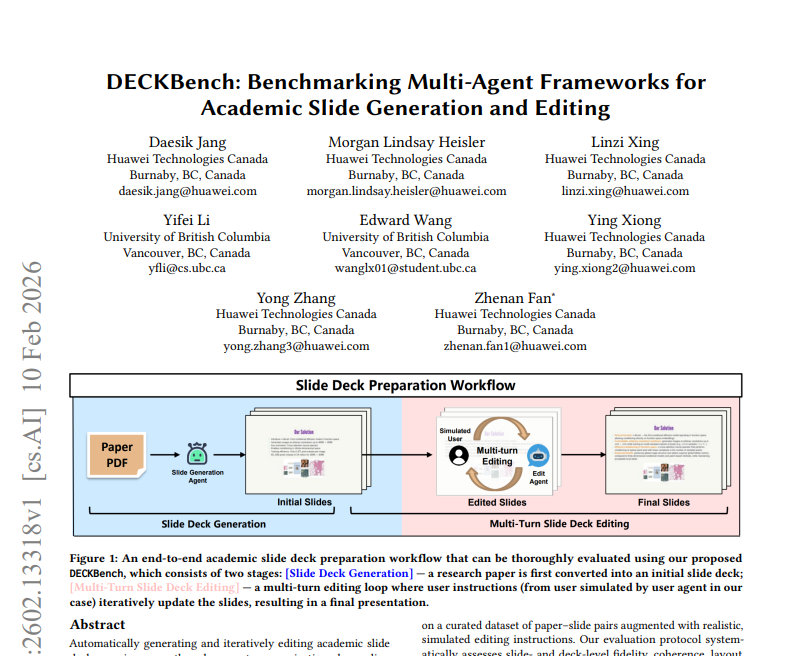 DECKBench: Benchmarking Multi-Agent Frameworks for
Academic Slide Generation and Editing
Daesik Jang
Huawei Technologies Canada
Burnaby, BC, Canada
daesik.jang@huawei.com
Morgan Lindsay Heisler
Huawei Technologies Canada
Burnaby, BC, Canada
morgan.lindsay.heisler@huawei.com
Linzi Xing
Huawei Technologies Canada
Burnaby, BC, Canada
linzi.xing@huawei.com
Yifei Li
University of British Columbia
Vancouver, BC, Canada
yfli@cs.ubc.ca
Edward Wang
University of British Columbia
Vancouver, BC, Canada
wanglx01@student.ubc.ca
Ying Xiong
Huawei Technologies Canada
Burnaby, BC, Canada
ying.xiong2@huawei.com
Yong Zhang
Huawei Technologies Canada
Burnaby, BC, Canada
yong.zhang3@huawei.com
Zhenan Fan*
Huawei Technologies Canada
Burnaby, BC, Canada
zhenan.fan1@huawei.com
:2602.13318v1 [cs.AI] 10 Feb 2026
Slide Deck Preparation Workflow
Paper
PDF
Slide Generation
Agent
Our Solution
Initial Slides
Slide Deck Generation
Simulated
User
Our Solution
Multi-turn
Editing
Edit
Agent
Edited Slides
Our Solution
Final Slides
Multi-Turn Slide Deck Editing
Figure 1: An end-to-end academic slide deck preparation workflow that can be thoroughly evaluated using our proposed
DECKBench, which consists of two stages: [Slide Deck Generation] — a research paper is first converted into an initial slide deck;
[Multi-Turn Slide Deck Editing] — a multi-turn editing loop where user instructions (from user simulated by user agent in our
case) iteratively update the slides, resulting in a final presentation.
Abstract
Automatically generating and iteratively editing academic slide
on a curated dataset of paper–slide pairs augmented with realistic,
simulated editing instructions. Our evaluation protocol system-
atically assesses slide- and deck-level fidelity, coherence, layout